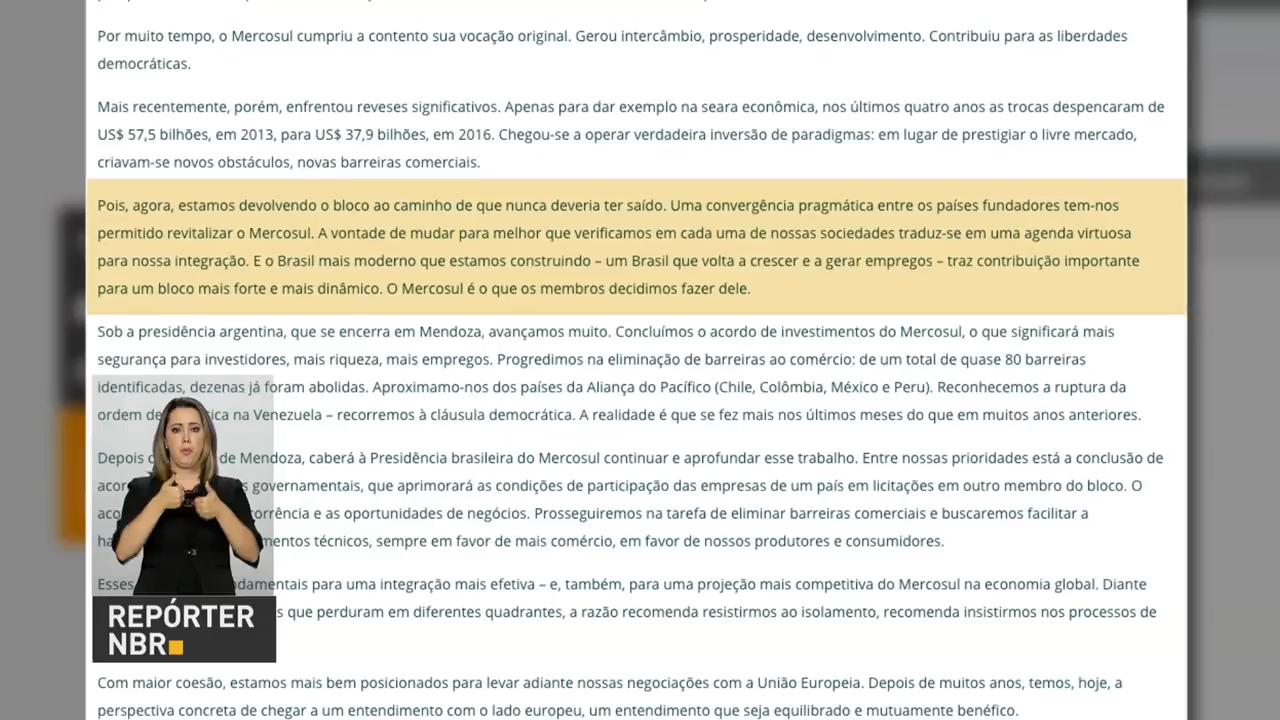 Por muito tempo, o Mercosul cumpriu a contento sua vocação original. Gerou intercâmbio, prosperidade, desenvolvimento. Contribuiu para as liberdades
democráticas.
Mais recentemente, porém, enfrentou reveses significativos. Apenas para dar exemplo na seara econômica, nos últimos quatro anos as trocas despencaram de
US$ 57,5 bilhões, em 2013, para US$ 37,9 bilhões, em 2016. Chegou-se a operar verdadeira inversão de paradigmas: em lugar de prestigiar o livre mercado,
criavam-se novos obstáculos, novas barreiras comerciais.
Pois, agora, estamos devolvendo o bloco ao caminho de que nunca deveria ter saído. Uma convergência pragmática entre os países fundadores tem-nos
permitido revitalizar o Mercosul. A vontade de mudar para melhor que verificamos em cada uma de nossas sociedades traduz-se em uma agenda virtuosa
para nossa integração. E o Brasil mais moderno que estamos construindo – um Brasil que volta a crescer e a gerar empregos – traz contribuição importante
para um bloco mais forte e mais dinâmico. O Mercosul é o que os membros decidimos fazer dele.
Sob a presidência argentina, que se encerra em Mendoza, avançamos muito. Concluímos o acordo de investimentos do Mercosul, o que significará mais
segurança para investidores, mais riqueza, mais empregos. Progredimos na eliminação de barreiras ao comércio: de um total de quase 80 barreiras
identificadas, dezenas já foram abolidas. Aproximamo-nos dos países da Aliança do Pacífico (Chile, Colômbia, México e Peru). Reconhecemos a ruptura da
ordem na Venezuela – recorremos à cláusula democrática. A realidade é que se fez mais nos últimos meses do que em muitos anos anteriores.
Depois de Mendoza, caberá à Presidência brasileira do Mercosul continuar e aprofundar esse trabalho. Entre nossas prioridades está a conclusão de
governamentais, que aprimorará as condições de participação das empresas de um país em licitações em outro membro do bloco. O
e as oportunidades de negócios. Prosseguiremos na tarefa de eliminar barreiras comerciais e buscaremos facilitar a
técnicos, sempre em favor de mais comércio, em favor de nossos produtores e consumidores.
Esses para uma integração mais efetiva – e, também, para uma projeção mais competitiva do Mercosul na economia global. Diante
que perduram em diferentes quadrantes, a razão recomenda resistirmos ao isolamento, recomenda insistirmos nos processos de
REPÓRTER
NBR
Com maior coesão, estamos mais bem posicionados para levar adiante nossas negociações com a União Europeia. Depois de muitos anos, temos, hoje, a
perspectiva concreta de chegar a um entendimento com o lado europeu, um entendimento que seja equilibrado e mutuamente benéfico.